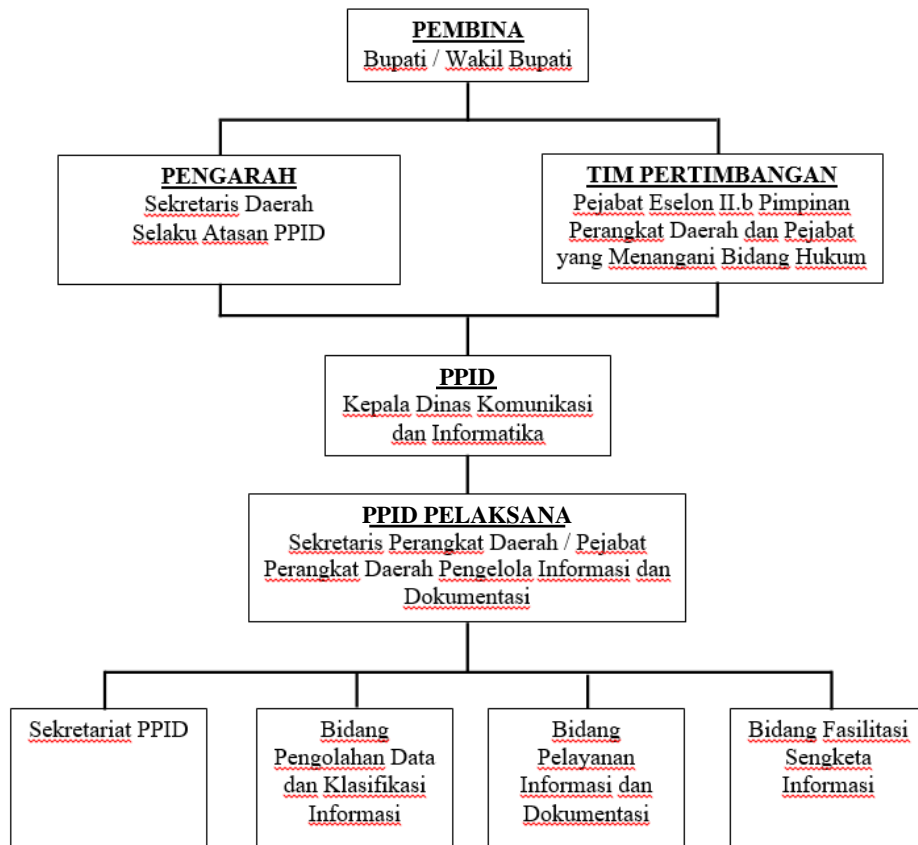 PEMBINA
Bupati / Wakil Bupati
PENGARAH
Sekretaris Daerah
Selaku Atasan PPID
TIM PERTIMBANGAN
Pejabat Eselon II.b Pimpinan
Perangkat Daerah dan Pejabat
yang Menangani Bidang Hukum
PPID
Kepala Dinas Komunikasi
dan Informatika
PPID PELAKSANA
Sekretaris Perangkat Daerah / Pejabat
Perangkat Daerah Pengelola Informasi dan
Dokumentasi
Sekretariat PPID
Bidang
Pengolahan Data
dan Klasifikasi
Informasi
Bidang
Pelayanan
Informasi dan
Dokumentasi
Bidang Fasilitasi
Sengketa
Informasi